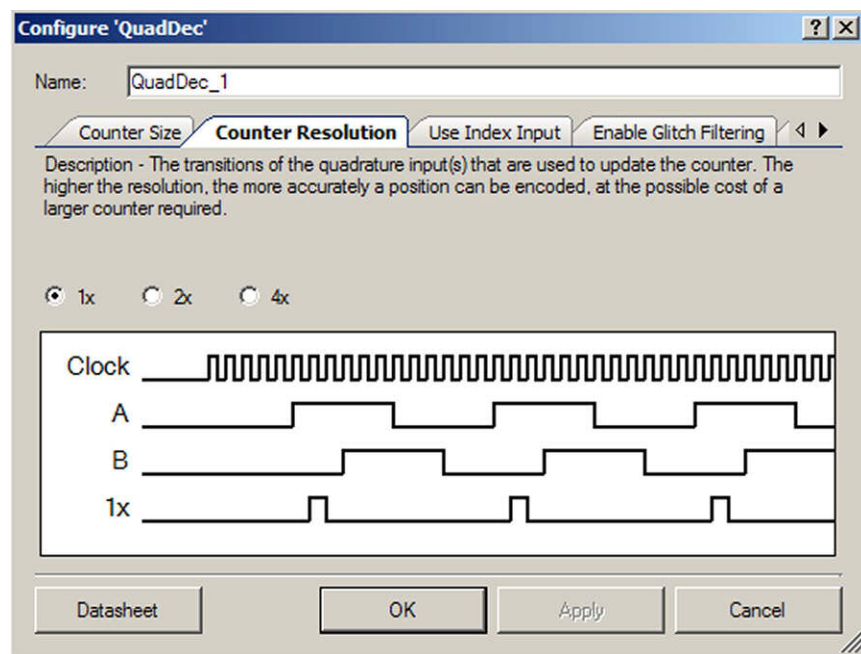 Configure 'QuadDec'
Name: QuadDec_1
Counter Size Counter Resolution Use Index Input Enable Glitch Filtering
Description - The transitions of the quadrature input(s) that are used to update the counter. The
higher the resolution, the more accurately a position can be encoded, at the possible cost of a
larger counter required.
1x 2x 4x
Clock
A
B
1x
Datasheet OK Apply Cancel